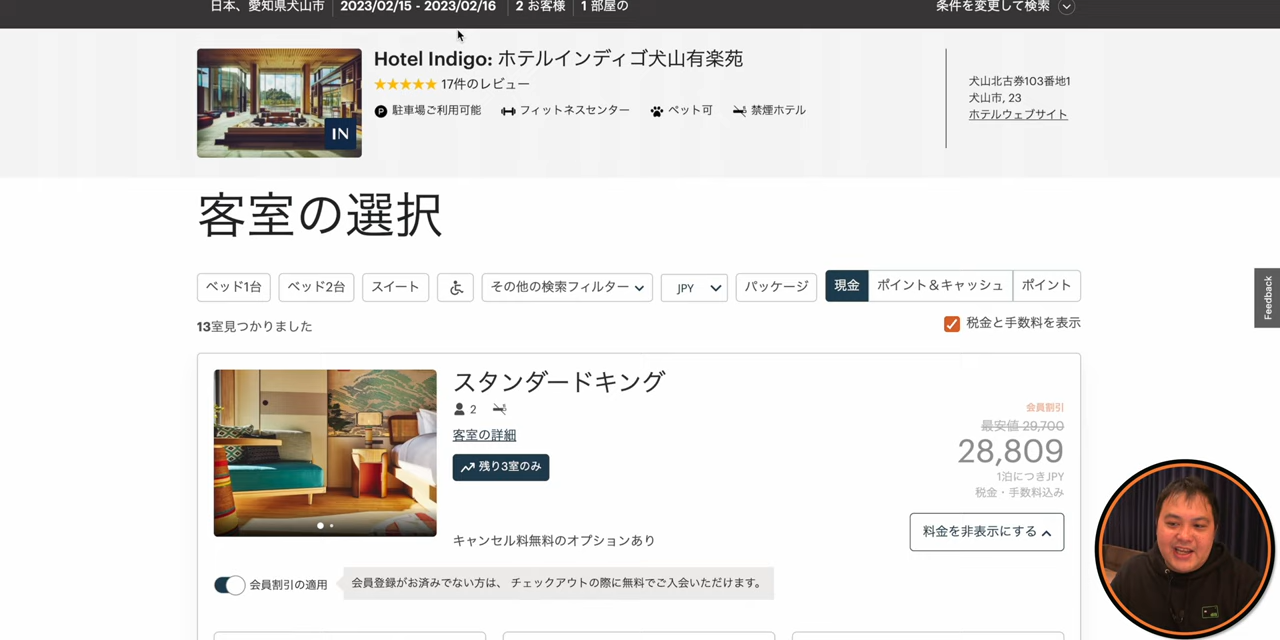 日本、愛知県犬山市
2023/02/15 - 2023/02/16
2 お客様
1 部屋の
条件を変更して検索
Hotel Indigo: ホテルインディゴ犬山有楽苑
17件のレビュー
駐車場ご利用可能
フィットネスセンター
ペット可
禁煙ホテル
IN
犬山北古券103番地1
犬山市, 23
ホテルウェブサイト
客室の選択
ベッド1台
ベッド2台
スイート
その他の検索フィルター
JPY
パッケージ
現金
ポイント＆キャッシュ
ポイント
Feedback
13室見つかりました
税金と手数料を表示
スタンダードキング
2
客室の詳細
残り3室のみ
会員割引
最安値 29,700
28,809
1泊につきJPY
税金・手数料込み
料金を非表示にする
キャンセル料無料のオプションあり
会員割引の適用
会員登録がお済みでない方は、 チェックアウトの際に無料でご入会いただけます。